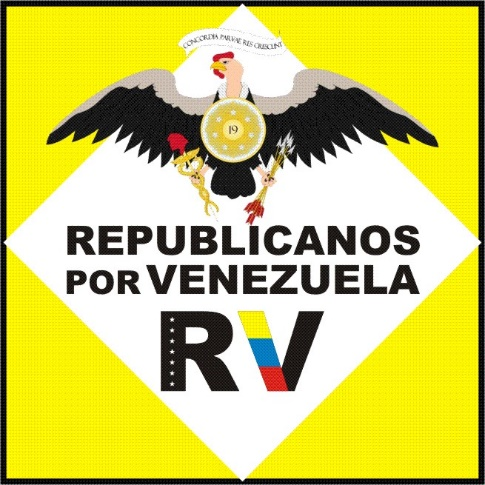 CONCORDIA PARVAE RES CRESCUNT
19
REPUBLICANOS
POR VENEZUELA
RV